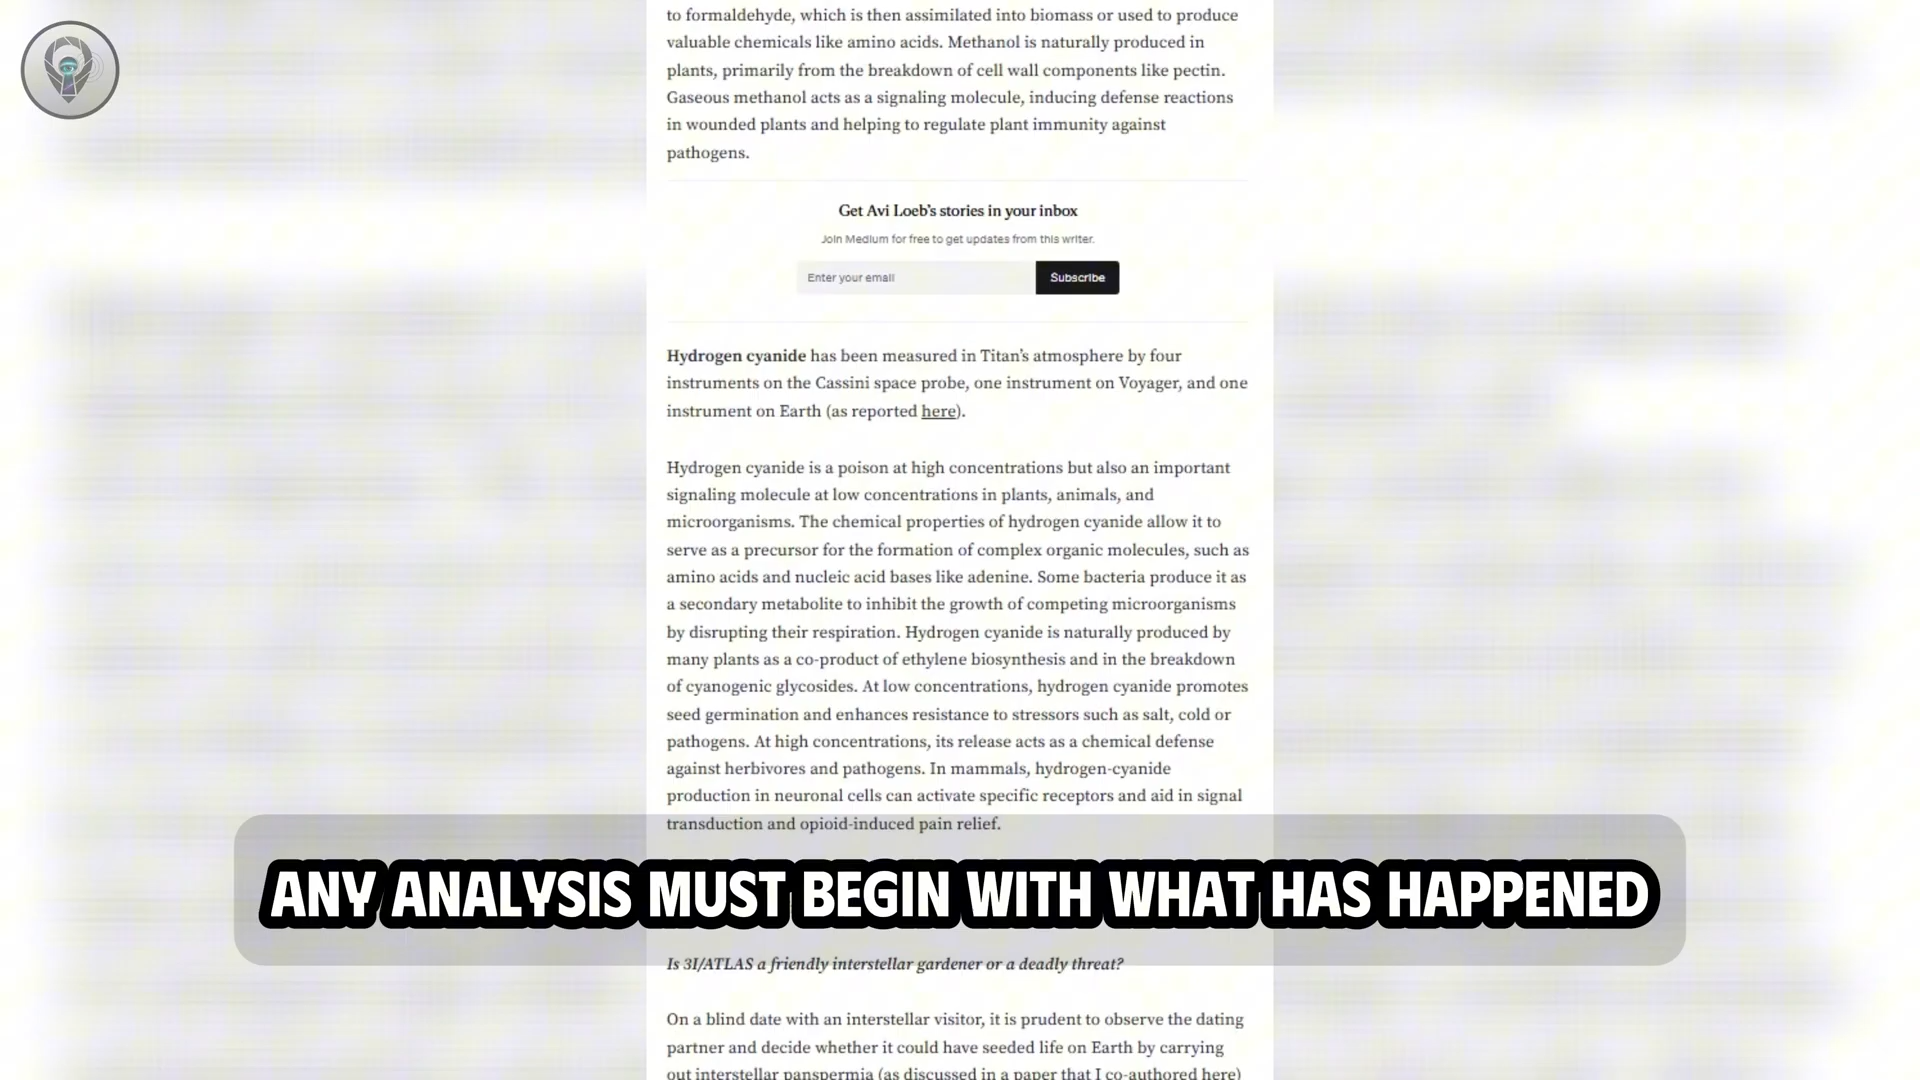 to formaldehyde, which is then assimilated into biomass or used to produce
valuable chemicals like amino acids. Methanol is naturally produced in
plants, primarily from the breakdown of cell wall components like pectin.
Gaseous methanol acts as a signaling molecule, inducing defense reactions
in wounded plants and helping to regulate plant immunity against
pathogens.
Get Avi Loeb's stories in your inbox
Join Medium for free to get updates from this writer.
Enter your email
Subscribe
Hydrogen cyanide has been measured in Titan's atmosphere by four
instruments on the Cassini space probe, one instrument on Voyager, and one
instrument on Earth (as reported here).
Hydrogen cyanide is a poison at high concentrations but also an important
signaling molecule at low concentrations in plants, animals, and
microorganisms. The chemical properties of hydrogen cyanide allow it to
serve as a precursor for the formation of complex organic molecules, such as
amino acids and nucleic acid bases like adenine. Some bacteria produce it as
a secondary metabolite to inhibit the growth of competing microorganisms
by disrupting their respiration. Hydrogen cyanide is naturally produced by
many plants as a co-product of ethylene biosynthesis and in the breakdown
of cyanogenic glycosides. At low concentrations, hydrogen cyanide promotes
seed germination and enhances resistance to stressors such as salt, cold or
pathogens. At high concentrations, its release acts as a chemical defense
against herbivores and pathogens. In mammals, hydrogen-cyanide
production in neuronal cells can activate specific receptors and aid in signal
transduction and opioid-induced pain relief.
ANY ANALYSIS MUST BEGIN WITH WHAT HAS HAPPENED
Is 3I/ATLAS a friendly interstellar gardener or a deadly threat?
On a blind date with an interstellar visitor, it is prudent to observe the dating
partner and decide whether it could have seeded life on Earth by carrying
out interstellar panspermia (as discussed in a paper that I co-authored here)